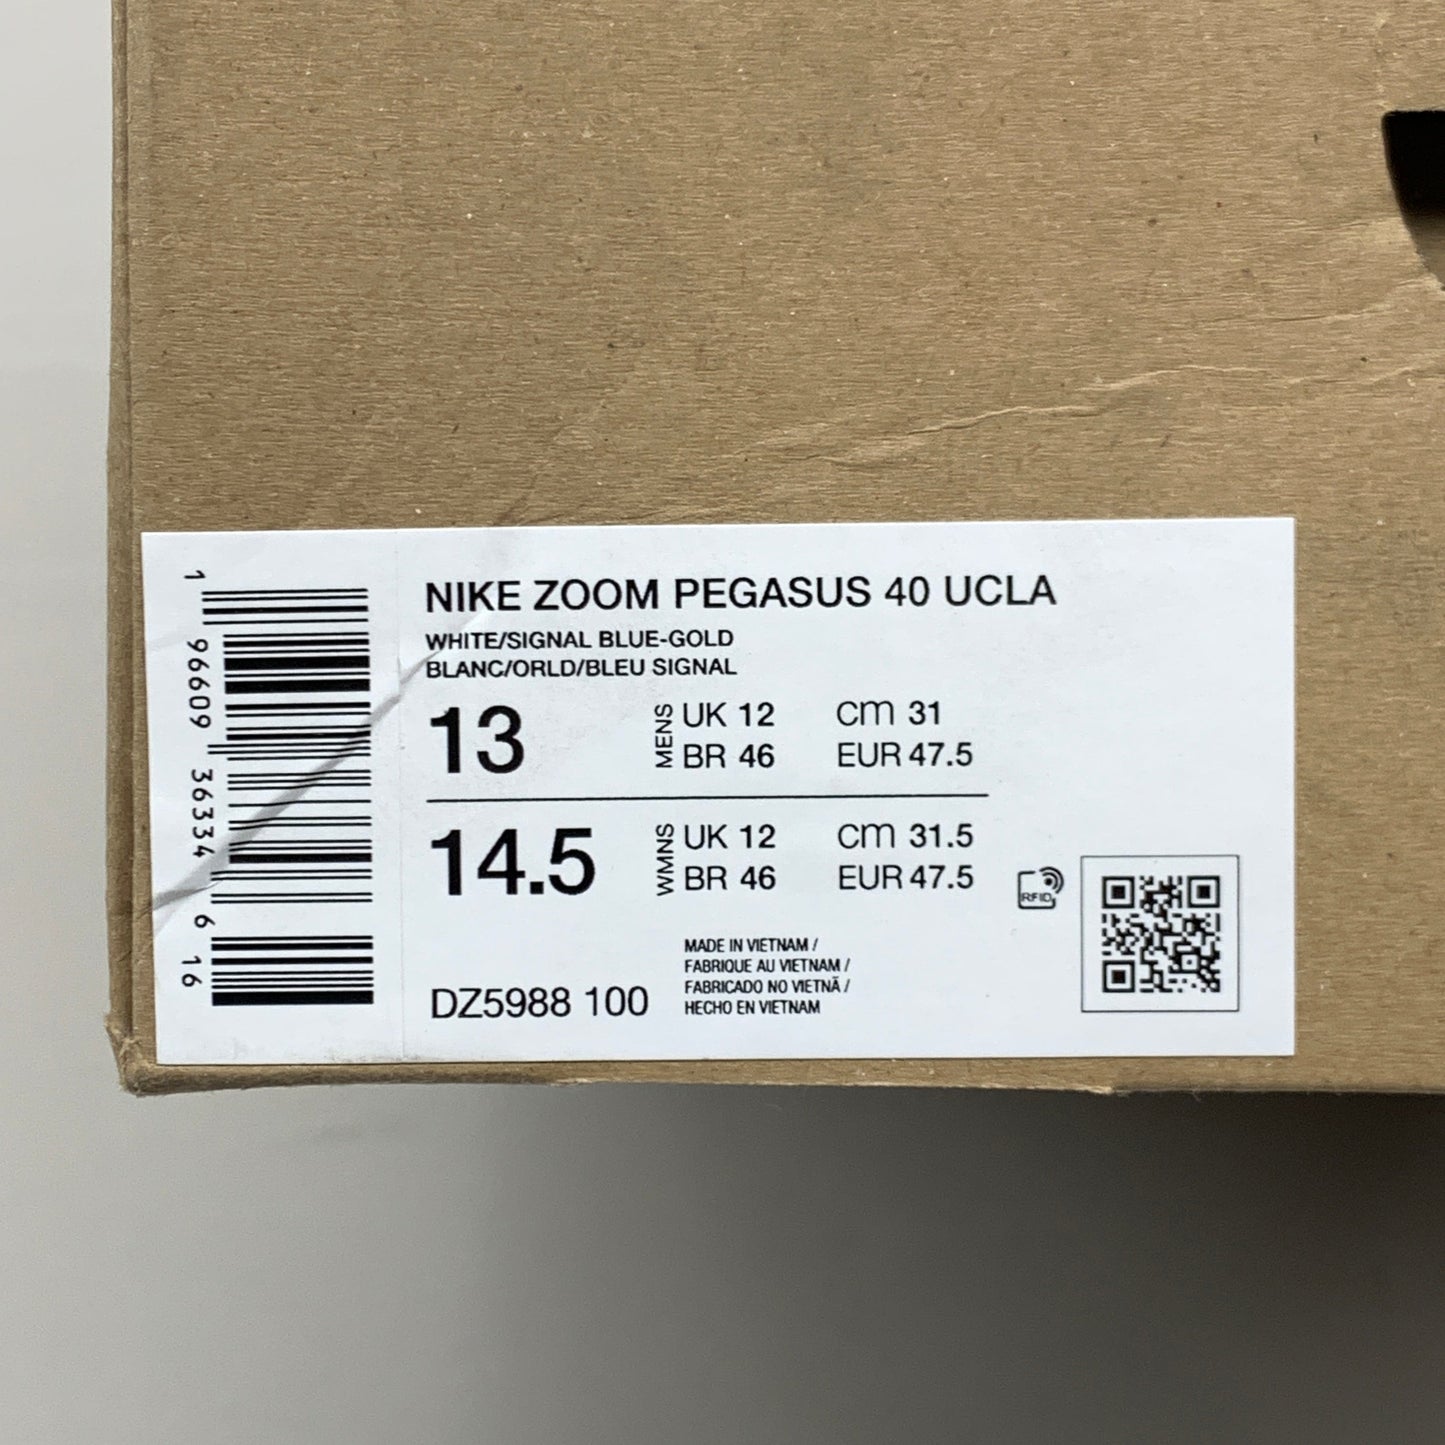 1 96609 36334 6 16
NIKE ZOOM PEGASUS 40 UCLA
WHITE/SIGNAL BLUE-GOLD
BLANC/ORLD/BLEU SIGNAL
13 MENS UK 12 CM 31
BR 46 EUR 47.5
14.5 WMNS UK 12 CM 31.5
BR 46 EUR 47.5
RFID
MADE IN VIETNAM /
FABRIQUE AU VIETNAM /
FABRICADO NO VIETNÃ /
HECHO EN VIETNAM
DZ5988 100